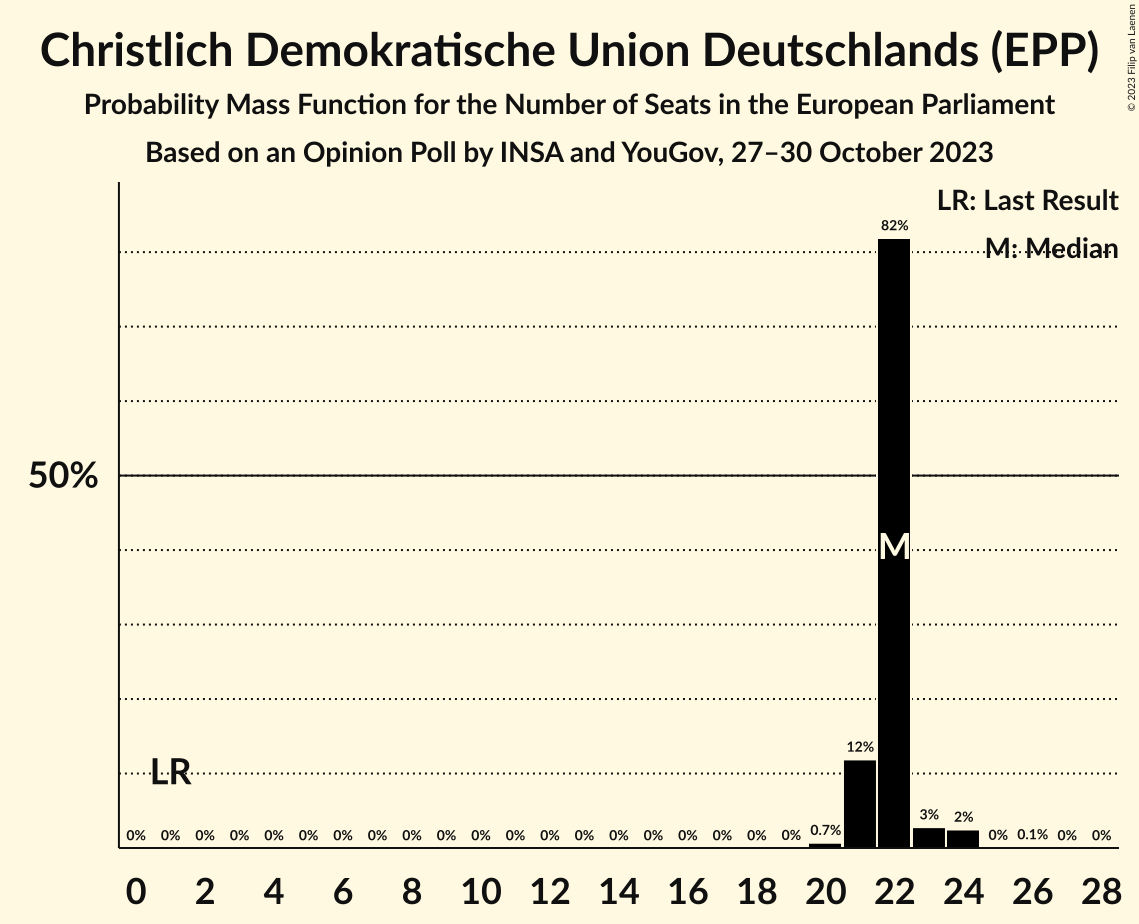 Christlich Demokratische Union Deutschlands (EPP)
Probability Mass Function for the Number of Seats in the European Parliament
Based on an Opinion Poll by INSA and YouGov, 27–30 October 2023
© 2023 Filip van Laenen
LR: Last Result
M: Median
82%
50%
M
12%
LR
0% 0% 0% 0% 0% 0% 0% 0% 0% 0% 0% 0% 0% 0% 0% 0% 0% 0% 0% 0% 0.7% 3% 2% 0% 0.1% 0% 0%
0 2 4 6 8 10 12 14 16 18 20 22 24 26 28